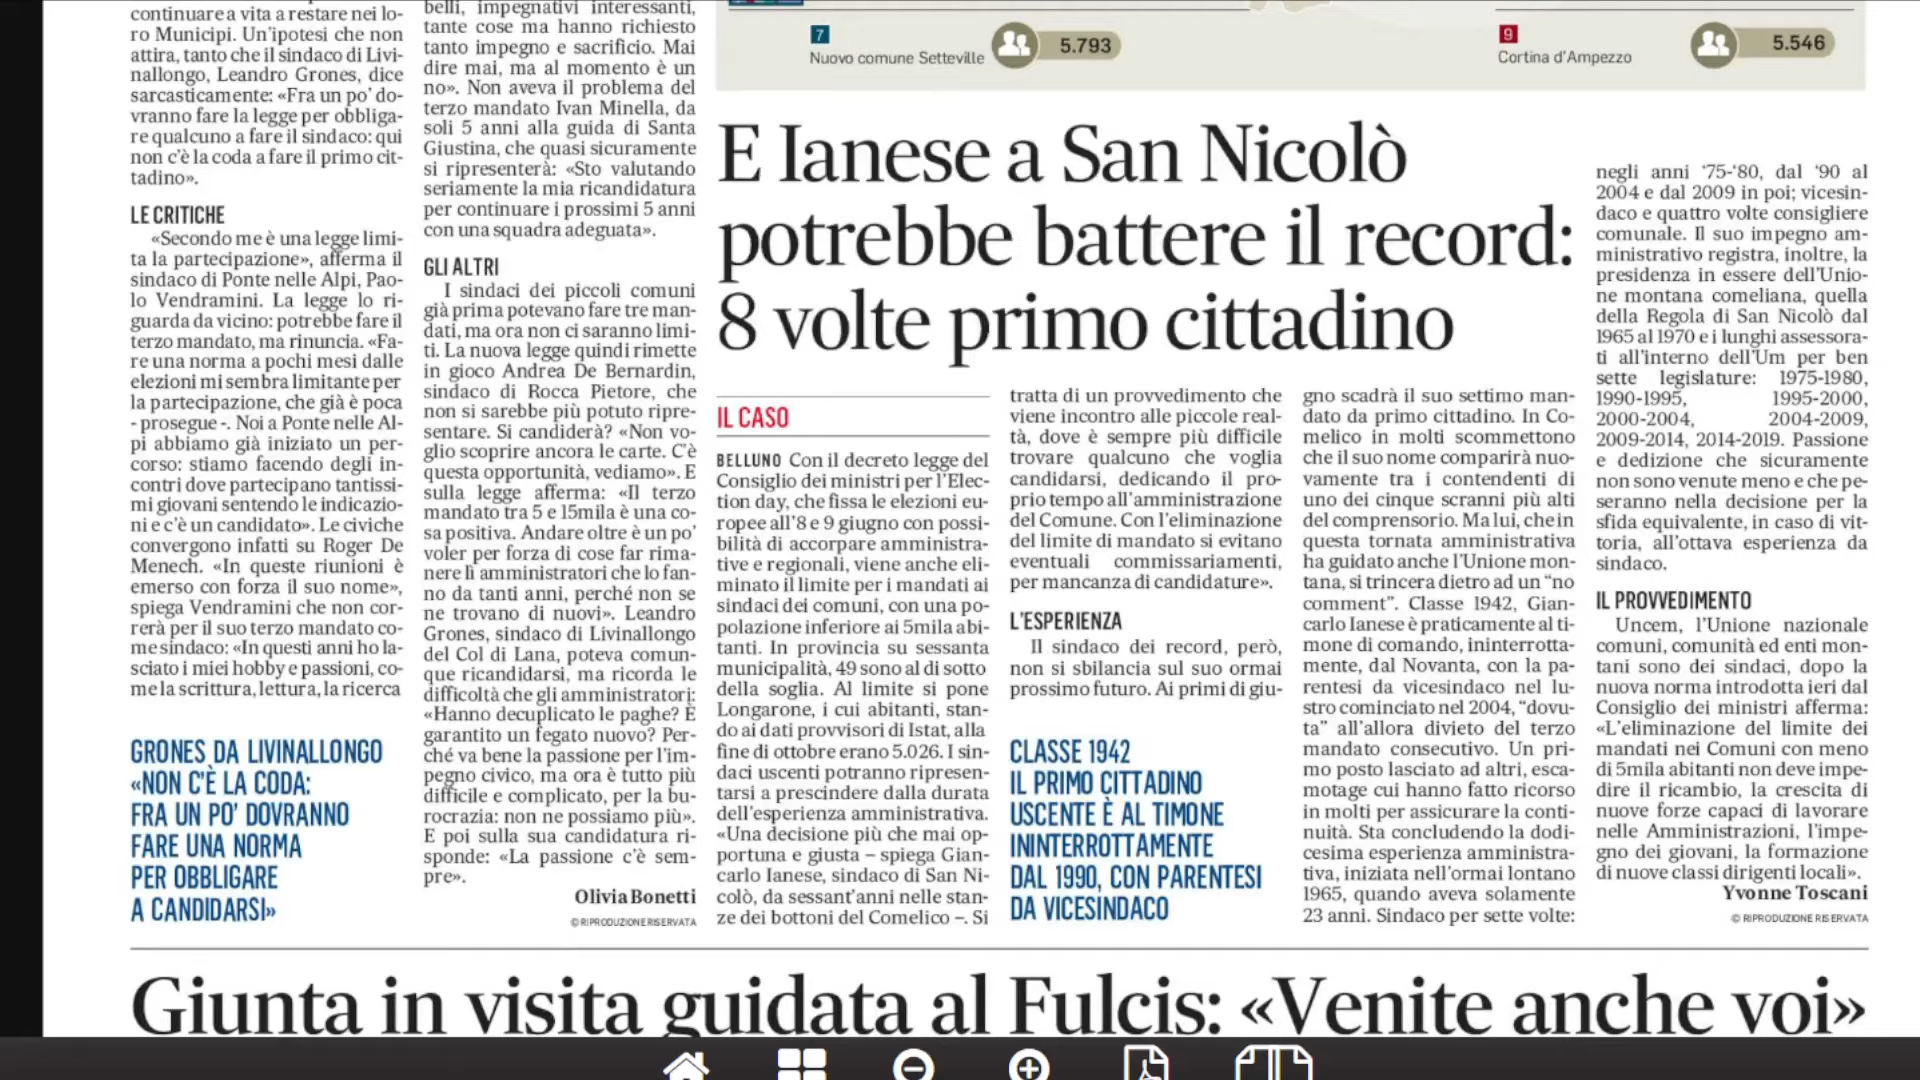 continuare a vita a restare nei lo-
ro Municipi. Un'ipotesi che non
attira, tanto che il sindaco di Livi-
nallongo, Leandro Grones, dice
sarcasticamente: «Fra un po' do-
vranno fare la legge per obbliga-
re qualcuno a fare il sindaco: qui
non c'è la coda a fare il primo cit-
tadino».
LE CRITICHE
«Secondo me è una legge limi-
ta la partecipazione», afferma il
sindaco di Ponte nelle Alpi, Pao-
lo Vendramini. La legge lo ri-
guarda da vicino: potrebbe fare il
terzo mandato, ma rinuncia. «Fa-
re una norma a pochi mesi dalle
elezioni mi sembra limitante per
la partecipazione, che già è poca
- prosegue -. Noi a Ponte nelle Al-
pi abbiamo già iniziato un per-
corso: stiamo facendo degli in-
contri dove partecipano tantissi-
mi giovani sentendo le indicazio-
ni e c'è un candidato». Le civiche
convergono infatti su Roger De
Menech. «In queste riunioni è
emerso con forza il suo nome»,
spiega Vendramini che non cor-
rerà per il suo terzo mandato co-
me sindaco: «In questi anni ho la-
sciato i miei hobby e passioni, co-
me la scrittura, lettura, la ricerca
GRONES DA LIVINALLONGO
«NON C'È LA CODA:
FRA UN PO' DOVRANNO
FARE UNA NORMA
PER OBBLIGARE
A CANDIDARSI»
belli, impegnativi interessanti,
tante cose ma hanno richiesto
tanto impegno e sacrificio. Mai
dire mai, ma al momento è un
no». Non aveva il problema del
terzo mandato Ivan Minella, da
soli 5 anni alla guida di Santa
Giustina, che quasi sicuramente
si ripresenterà: «Sto valutando
seriamente la mia ricandidatura
per continuare i prossimi 5 anni
con una squadra adeguata».
GLI ALTRI
I sindaci dei piccoli comuni
già prima potevano fare tre man-
dati, ma ora non ci saranno limi-
ti. La nuova legge quindi rimette
in gioco Andrea De Bernardin,
sindaco di Rocca Pietore, che
non si sarebbe più potuto ripre-
sentare. Si candiderà? «Non vo-
glio scoprire ancora le carte. C'è
questa opportunità, vediamo». E
sulla legge afferma: «Il terzo
mandato tra 5 e 15mila è una co-
sa positiva. Andare oltre è un po'
voler per forza di cose far rima-
nere lì amministratori che lo fan-
no da tanti anni, perché non se
ne trovano di nuovi». Leandro
Grones, sindaco di Livinallongo
del Col di Lana, poteva comun-
que ricandidarsi, ma ricorda le
difficoltà che gli amministratori:
«Hanno decuplicato le paghe? È
garantito un fegato nuovo? Per-
ché va bene la passione per l'im-
pegno civico, ma ora è tutto più
difficile e complicato, per la bu-
rocrazia: non ne possiamo più».
E poi sulla sua candidatura ri-
sponde: «La passione c'è sem-
pre».
Olivia Bonetti
© RIPRODUZIONE RISERVATA
7
Nuovo comune Setteville
5.793
9
Cortina d'Ampezzo
5.546
E Ianese a San Nicolò
potrebbe battere il record:
8 volte primo cittadino
IL CASO
BELLUNO Con il decreto legge del
Consiglio dei ministri per l'Elec-
tion day, che fissa le elezioni eu-
ropee all'8 e 9 giugno con possi-
bilità di accorpare amministra-
tive e regionali, viene anche eli-
minato il limite per i mandati ai
sindaci dei comuni, con una po-
polazione inferiore ai 5mila abi-
tanti. In provincia su sessanta
municipalità, 49 sono al di sotto
della soglia. Al limite si pone
Longarone, i cui abitanti, stan-
do ai dati provvisori di Istat, alla
fine di ottobre erano 5.026. I sin-
daci uscenti potranno ripresen-
tarsi a prescindere dalla durata
dell'esperienza amministrativa.
«Una decisione più che mai op-
portuna e giusta – spiega Gian-
carlo Ianese, sindaco di San Ni-
colò, da sessant'anni nelle stan-
ze dei bottoni del Comelico –. Si
tratta di un provvedimento che
viene incontro alle piccole real-
tà, dove è sempre più difficile
trovare qualcuno che voglia
candidarsi, dedicando il pro-
prio tempo all'amministrazione
del Comune. Con l'eliminazione
del limite di mandato si evitano
eventuali commissariamenti,
per mancanza di candidature».
L'ESPERIENZA
Il sindaco dei record, però,
non si sbilancia sul suo ormai
prossimo futuro. Ai primi di giu-
CLASSE 1942
IL PRIMO CITTADINO
USCENTE È AL TIMONE
ININTERROTTAMENTE
DAL 1990, CON PARENTESI
DA VICESINDACO
gno scadrà il suo settimo man-
dato da primo cittadino. In Co-
melico in molti scommettono
che il suo nome comparirà nuo-
vamente tra i contendenti di
uno dei cinque scranni più alti
del comprensorio. Ma lui, che in
questa tornata amministrativa
ha guidato anche l'Unione mon-
tana, si trincera dietro ad un “no
comment”. Classe 1942, Gian-
carlo Ianese è praticamente al ti-
mone di comando, ininterrotta-
mente, dal Novanta, con la pa-
rentesi da vicesindaco nel lu-
stro cominciato nel 2004, “dovu-
ta” all'allora divieto del terzo
mandato consecutivo. Un pri-
mo posto lasciato ad altri, esca-
motage cui hanno fatto ricorso
in molti per assicurare la conti-
nuità. Sta concludendo la dodi-
cesima esperienza amministra-
tiva, iniziata nell'ormai lontano
1965, quando aveva solamente
23 anni. Sindaco per sette volte:
negli anni ‘75-‘80, dal ‘90 al
2004 e dal 2009 in poi; vicesin-
daco e quattro volte consigliere
comunale. Il suo impegno am-
ministrativo registra, inoltre, la
presidenza in essere dell'Unio-
ne montana comeliana, quella
della Regola di San Nicolò dal
1965 al 1970 e i lunghi assessora-
ti all'interno dell'Um per ben
sette legislature: 1975-1980,
1990-1995, 1995-2000,
2000-2004, 2004-2009,
2009-2014, 2014-2019. Passione
e dedizione che sicuramente
non sono venute meno e che pe-
seranno nella decisione per la
sfida equivalente, in caso di vit-
toria, all'ottava esperienza da
sindaco.
IL PROVVEDIMENTO
Uncem, l'Unione nazionale
comuni, comunità ed enti mon-
tani sono dei sindaci, dopo la
nuova norma introdotta ieri dal
Consiglio dei ministri afferma:
«L'eliminazione del limite dei
mandati nei Comuni con meno
di 5mila abitanti non deve impe-
dire il ricambio, la crescita di
nuove forze capaci di lavorare
nelle Amministrazioni, l'impe-
gno dei giovani, la formazione
di nuove classi dirigenti locali».
Yvonne Toscani
© RIPRODUZIONE RISERVATA
Giunta in visita guidata al Fulcis: «Venite anche voi»